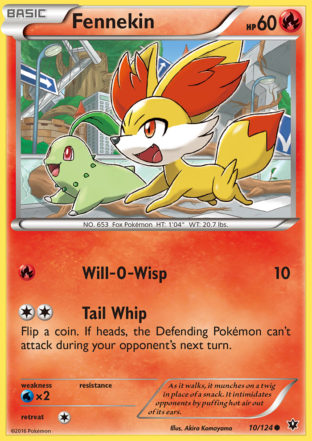 BASIC
Fennekin
HP60
NO. 653 Fox Pokémon HT: 1'04" WT: 20.7 lbs.
Will-O-Wisp 10
Tail Whip
Flip a coin. If heads, the Defending Pokémon can't
attack during your opponent's next turn.
weakness resistance
×2
retreat
As it walks, it munches on a twig
in place of a snack. It intimidates
opponents by puffing hot air out
of its ears.
©2016 Pokémon
Illus. Akira Komayama
10/124